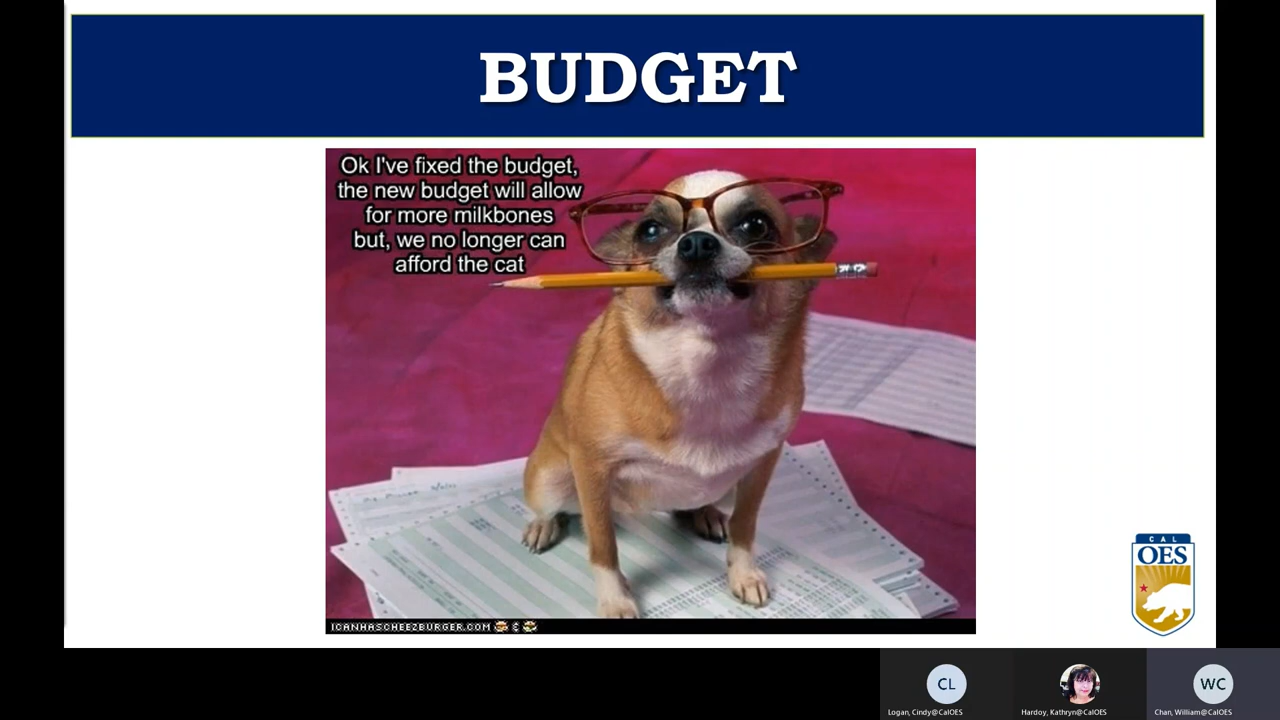 BUDGET
Ok I've fixed the budget,
the new budget will allow
for more milkbones
but, we no longer can
afford the cat
ICANHASCHEEZBURGER.COM
CAL
OES
CL
WC
Logan, Cindy@CalOES
Hardoy, Kathryn@CalOES
Chan, William@CalOES